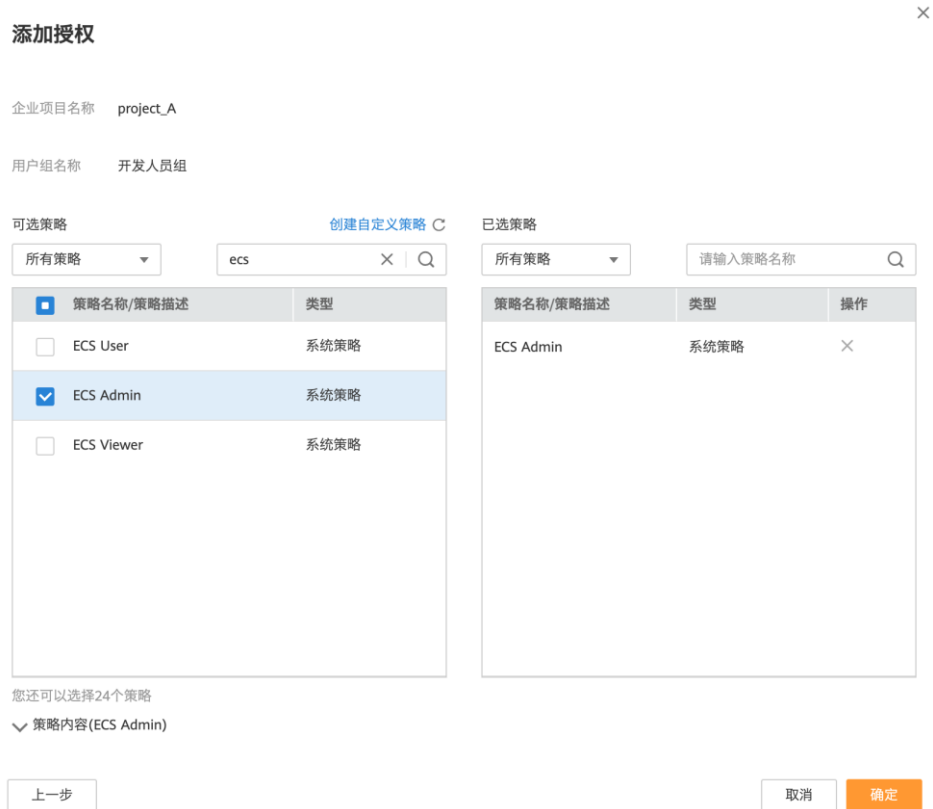 添加授权
企业项目名称 project_A
用户组名称 开发人员组
可选策略 创建自定义策略 已选策略
所有策略 ecs 所有策略 请输入策略名称
策略名称/策略描述 类型 策略名称/策略描述 类型 操作
ECS User 系统策略 ECS Admin 系统策略
ECS Admin 系统策略
ECS Viewer 系统策略
您还可以选择24个策略
策略内容(ECS Admin)
上一步 取消 确定